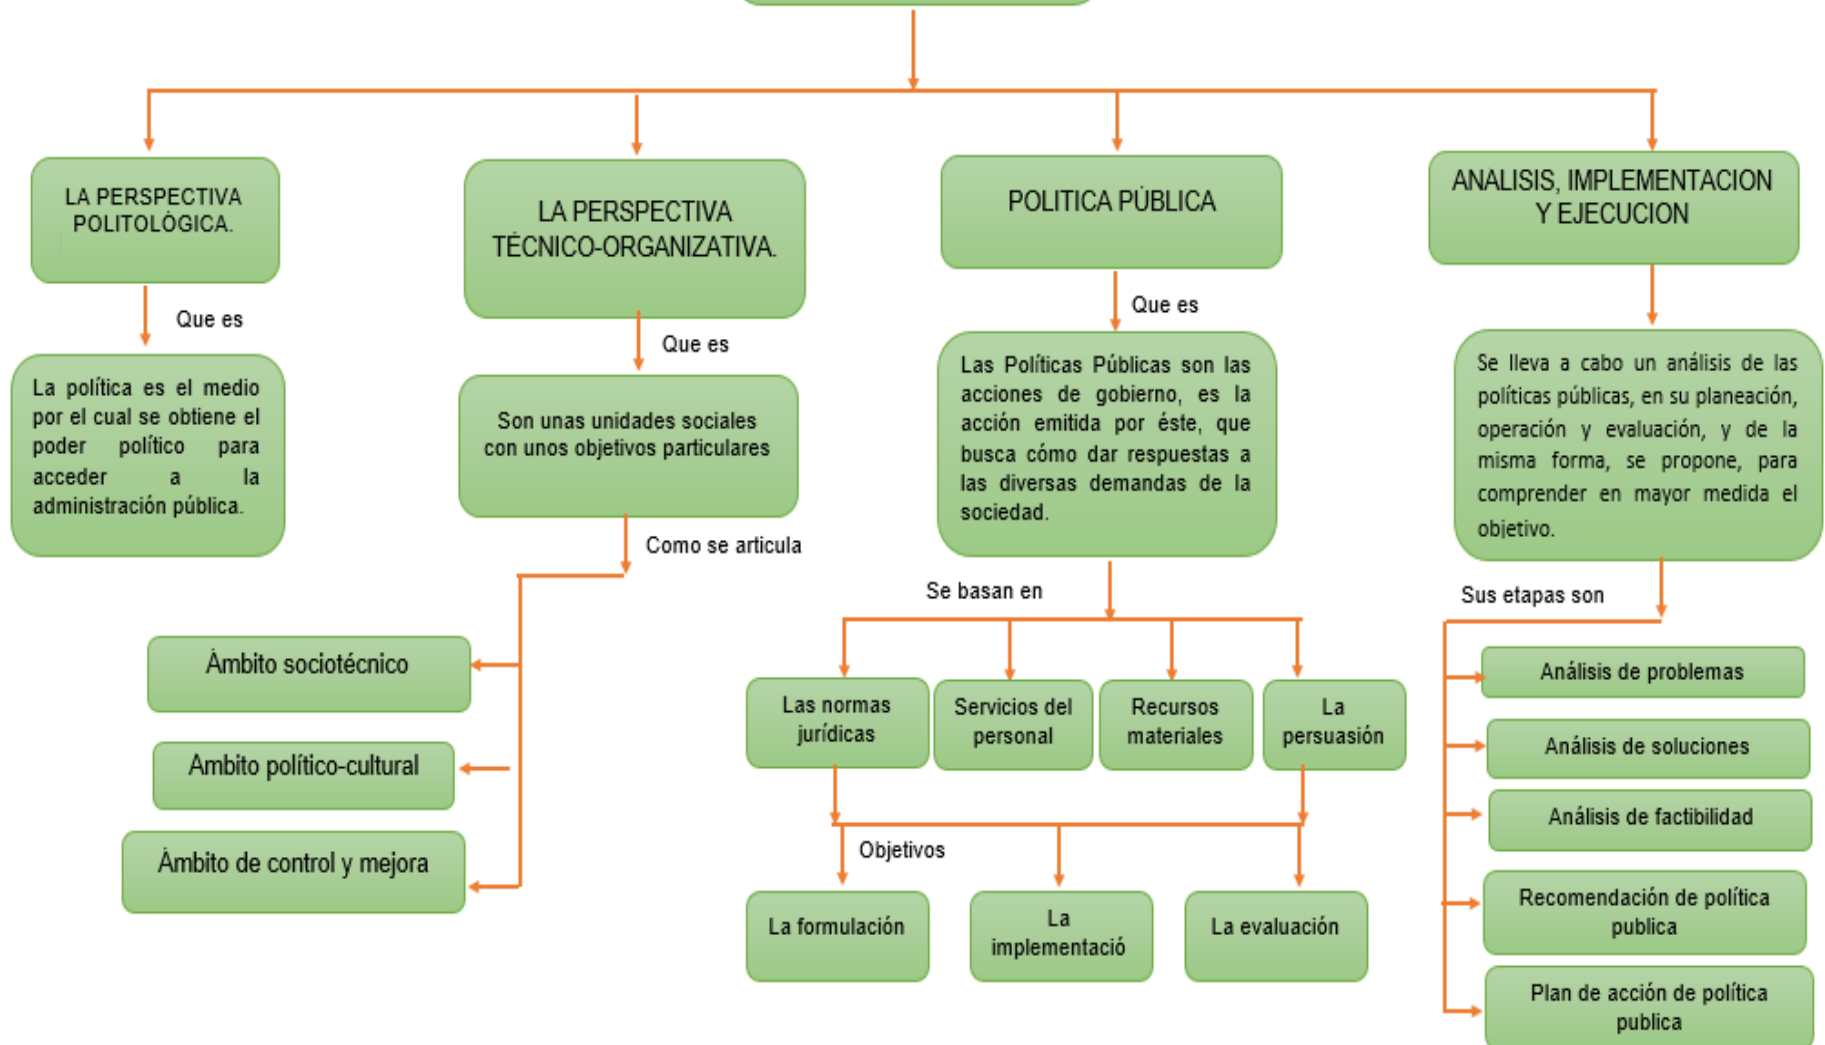 LA PERSPECTIVA
POLITOLÓGICA.
Que es
La política es el medio
por el cual se obtiene el
poder político para
acceder a la
administración pública.
LA PERSPECTIVA
TÉCNICO-ORGANIZATIVA.
Que es
Son unas unidades sociales
con unos objetivos particulares
Como se articula
Ámbito sociotécnico
Ambito político-cultural
Ámbito de control y mejora
POLITICA PÚBLICA
Que es
Las Políticas Públicas son las
acciones de gobierno, es la
acción emitida por éste, que
busca cómo dar respuestas a
las diversas demandas de la
sociedad.
Se basan en
Las normas
jurídicas
Servicios del
personal
Recursos
materiales
La
persuasión
Objetivos
La formulación
La
implementació
La evaluación
ANALISIS, IMPLEMENTACION
Y EJECUCION
Se lleva a cabo un análisis de las
políticas públicas, en su planeación,
operación y evaluación, y de la
misma forma, se propone, para
comprender en mayor medida el
objetivo.
Sus etapas son
Análisis de problemas
Análisis de soluciones
Análisis de factibilidad
Recomendación de política
publica
Plan de acción de política
publica